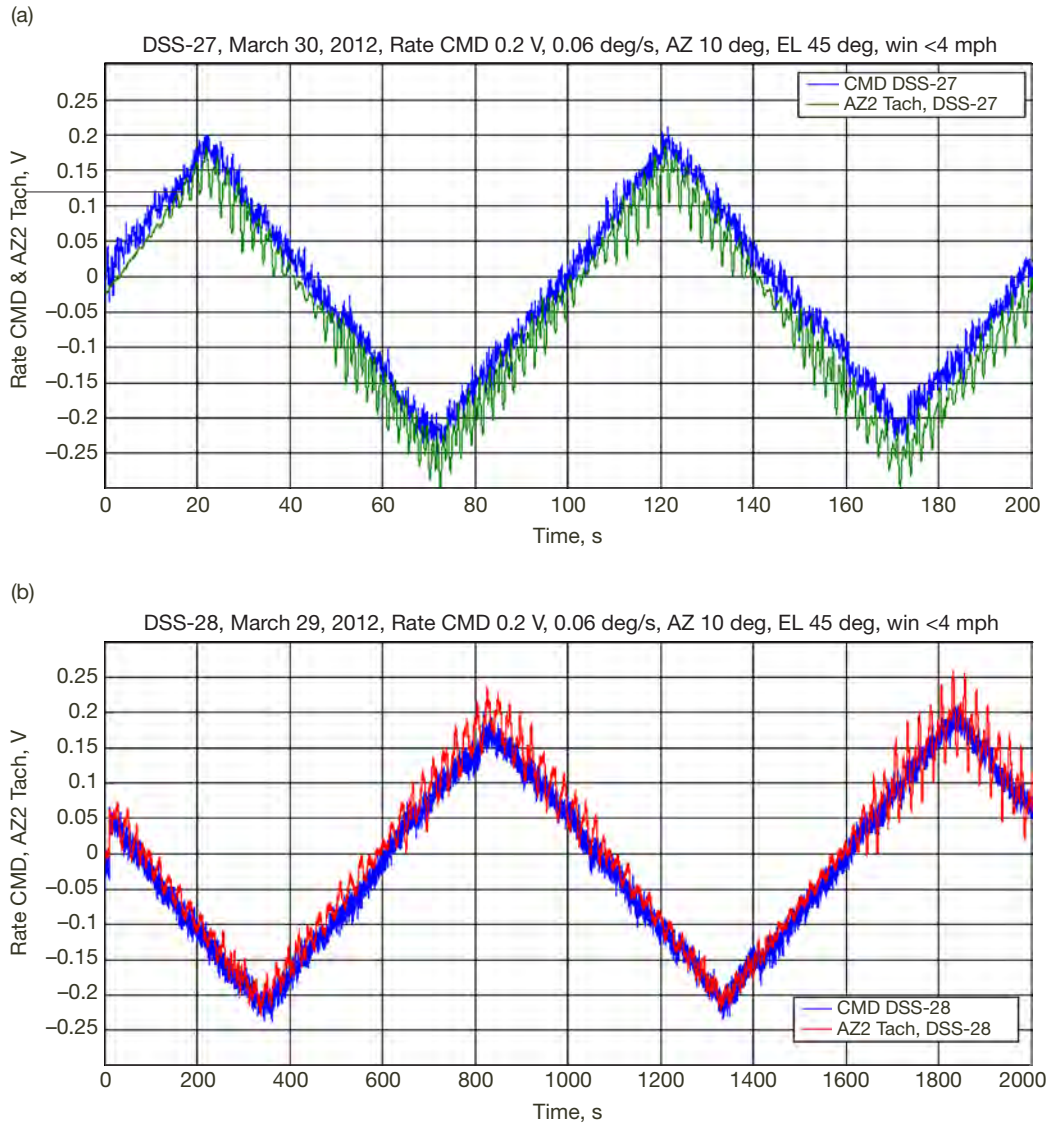 (a)
DSS-27, March 30, 2012, Rate CMD 0.2 V, 0.06 deg/s, AZ 10 deg, EL 45 deg, win <4 mph
CMD DSS-27
AZ2 Tach, DSS-27
Rate CMD & AZ2 Tach, V
0.25
0.2
0.15
0.1
0.05
0
–0.05
–0.1
–0.15
–0.2
–0.25
0 20 40 60 80 100 120 140 160 180 200
Time, s
(b)
DSS-28, March 29, 2012, Rate CMD 0.2 V, 0.06 deg/s, AZ 10 deg, EL 45 deg, win <4 mph
Rate CMD, AZ2 Tach, V
0.25
0.2
0.15
0.1
0.05
0
–0.05
–0.1
–0.15
–0.2
–0.25
CMD DSS-28
AZ2 Tach, DSS-28
0 200 400 600 800 1000 1200 1400 1600 1800 2000
Time, s